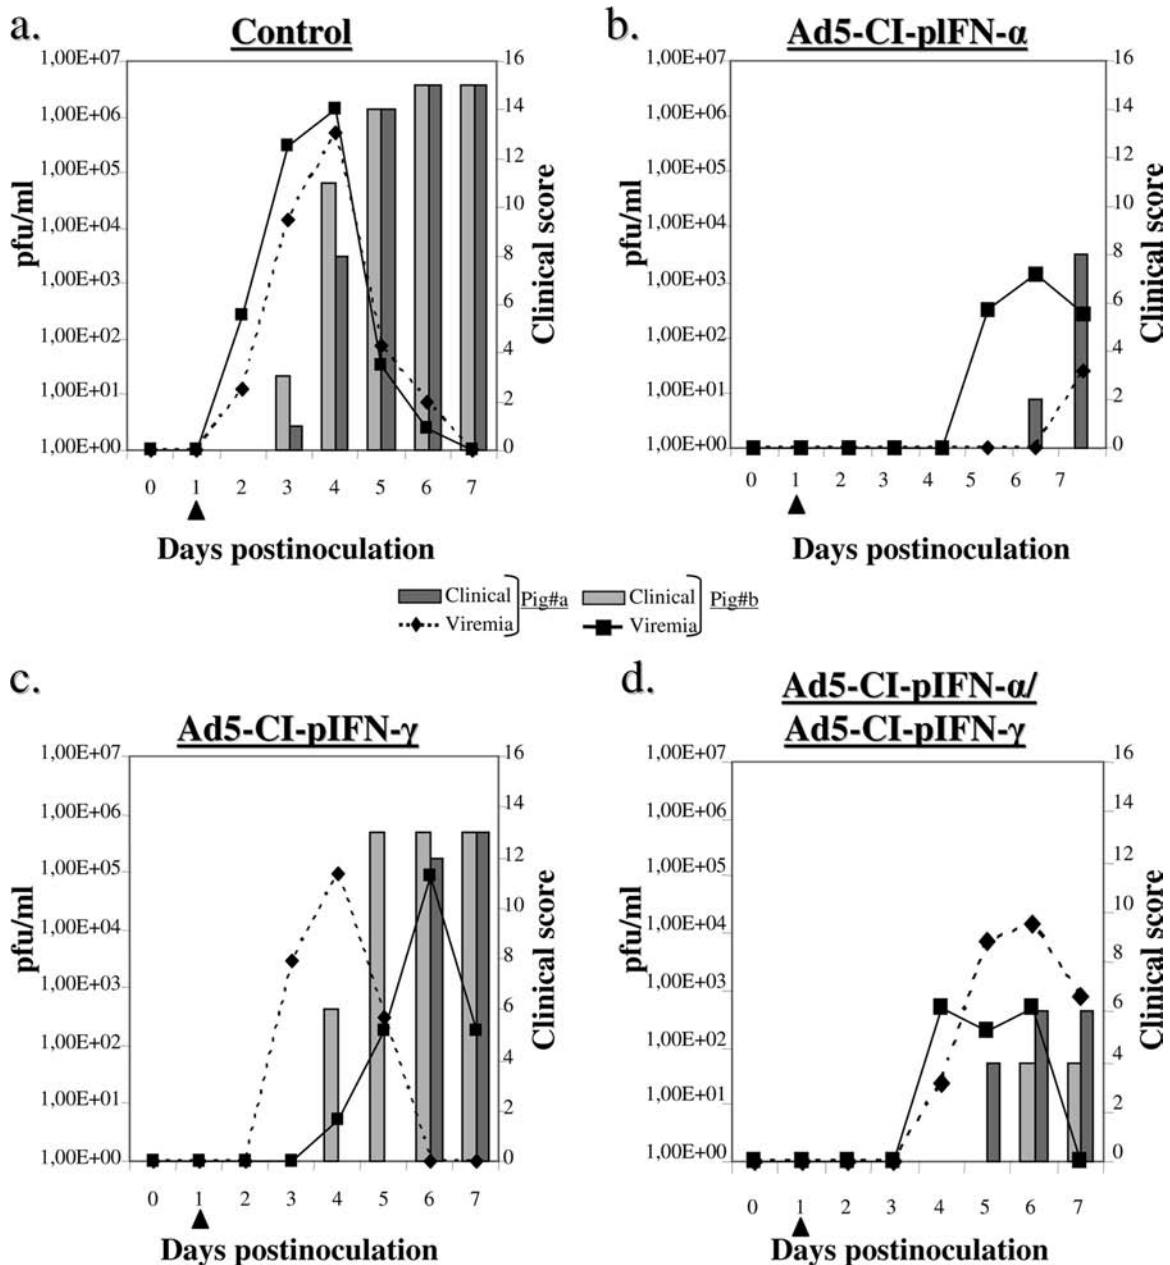 a.
Control
1,00E+07
1,00E+06
1,00E+05
1,00E+04
1,00E+03
1,00E+02
1,00E+01
1,00E+00
pfu/ml
16
14
12
10
8
6
4
2
0
Clinical score
0 1 2 3 4 5 6 7
Days postinoculation
b.
Ad5-CI-pIFN-α
1,00E+07
1,00E+06
1,00E+05
1,00E+04
1,00E+03
1,00E+02
1,00E+01
1,00E+00
pfu/ml
16
14
12
10
8
6
4
2
0
Clinical score
0 1 2 3 4 5 6 7
Days postinoculation
Clinical Pig#a Clinical Pig#b
Viremia Viremia
c.
Ad5-CI-pIFN-γ
1,00E+07
1,00E+06
1,00E+05
1,00E+04
1,00E+03
1,00E+02
1,00E+01
1,00E+00
pfu/ml
16
14
12
10
8
6
4
2
0
Clinical score
0 1 2 3 4 5 6 7
Days postinoculation
d.
Ad5-CI-pIFN-α/
Ad5-CI-pIFN-γ
1,00E+07
1,00E+06
1,00E+05
1,00E+04
1,00E+03
1,00E+02
1,00E+01
1,00E+00
pfu/ml
16
14
12
10
8
6
4
2
0
Clinical score
0 1 2 3 4 5 6 7
Days postinoculation